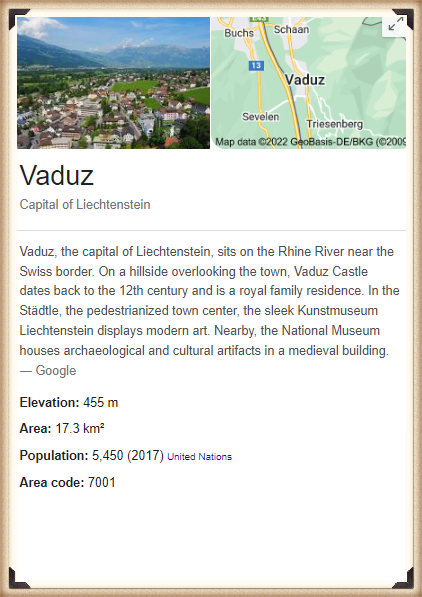 Buchs
Schaan
13
Vaduz
Sevelen
Triesenberg
Map data ©2022 GeoBasis-DE/BKG (©2009
Vaduz
Capital of Liechtenstein
Vaduz, the capital of Liechtenstein, sits on the Rhine River near the
Swiss border. On a hillside overlooking the town, Vaduz Castle
dates back to the 12th century and is a royal family residence. In the
Städtle, the pedestrianized town center, the sleek Kunstmuseum
Liechtenstein displays modern art. Nearby, the National Museum
houses archaeological and cultural artifacts in a medieval building.
— Google
Elevation: 455 m
Area: 17.3 km²
Population: 5,450 (2017) United Nations
Area code: 7001